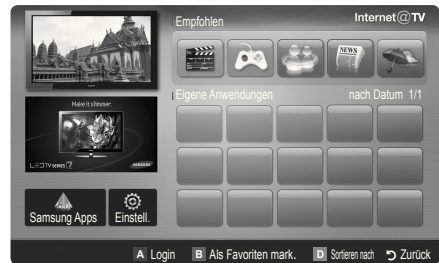 Empfohlen
Internet@TV
NEWS
Eigene Anwendungen
nach Datum 1/1
Make it slimmer.
LED TV SERIES 7
SAMSUNG
Samsung Apps
Einstell.
A Login
B Als Favoriten mark.
D Sortieren nach
Zurück